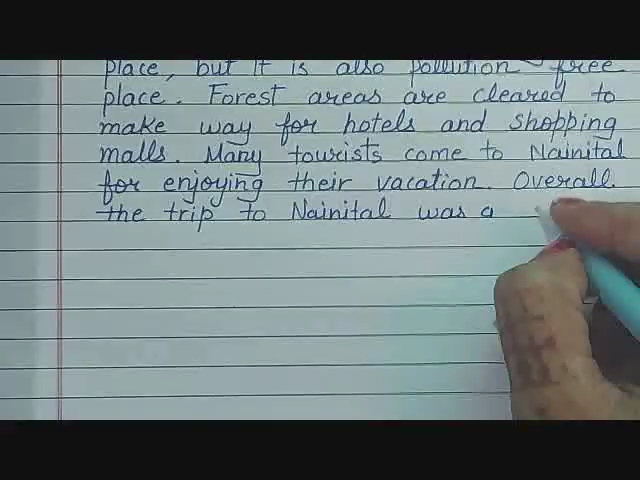 place, but it is also pollution free
place. Forest areas are cleared to
make way for hotels and shopping
malls. Many tourists come to Nainital
for enjoying their vacation. Overall
the trip to Nainital was a